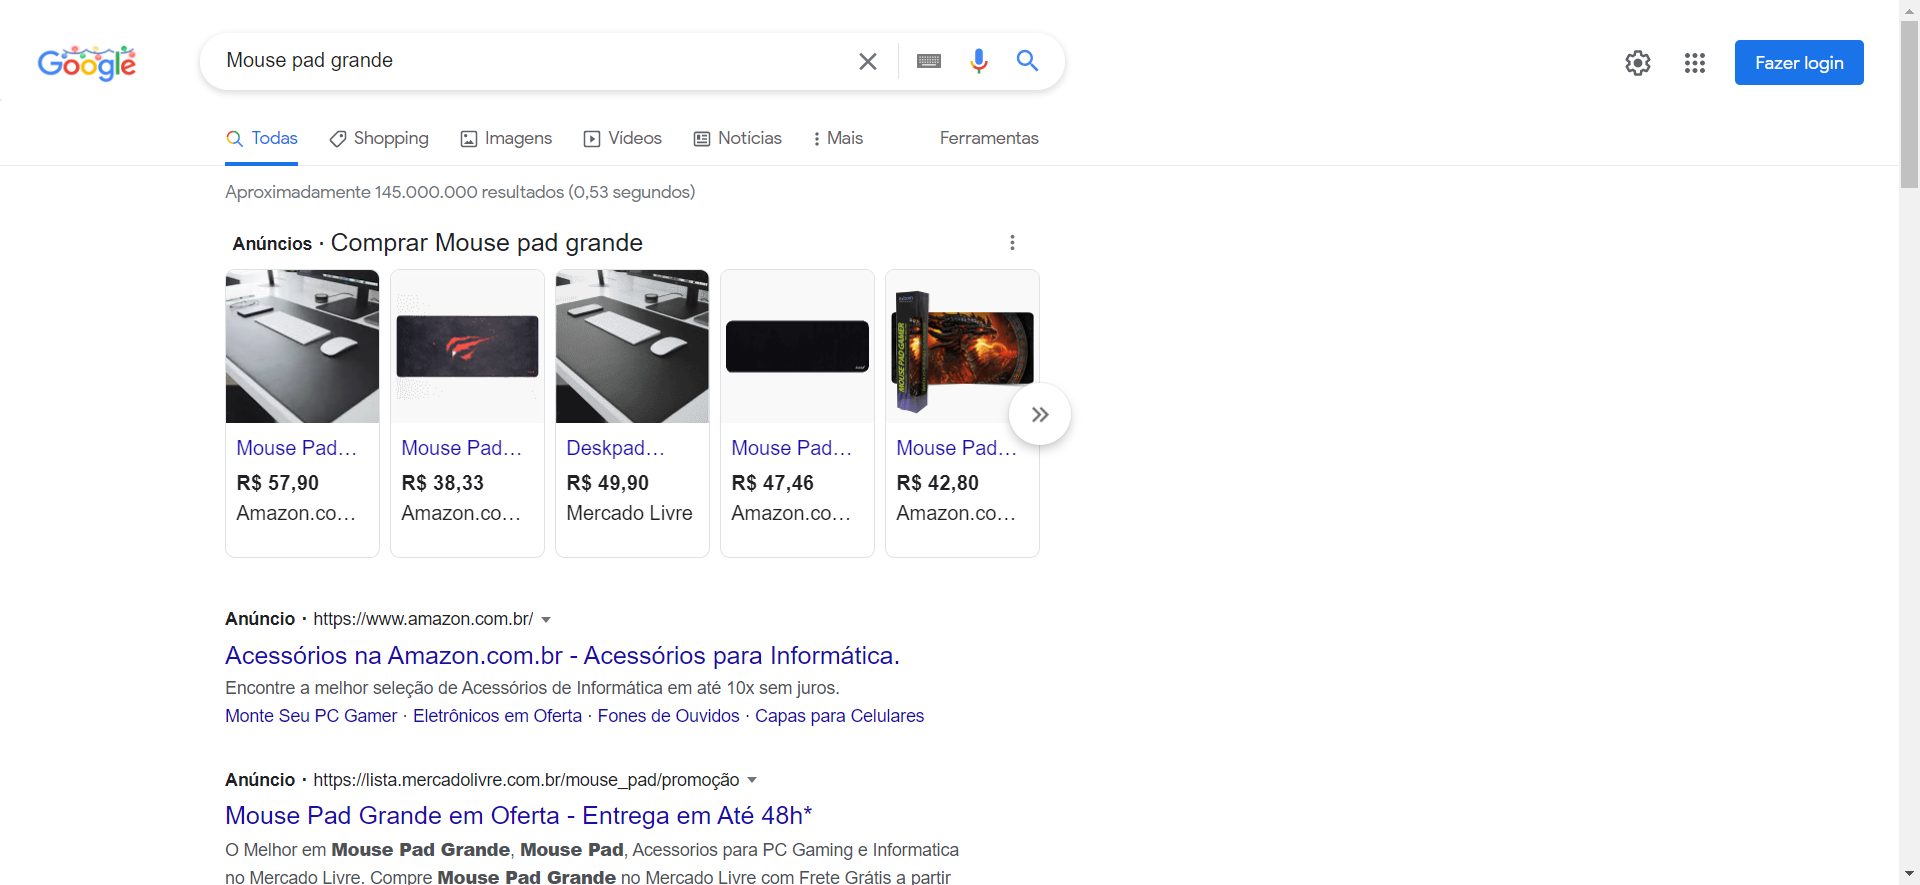 Google
Mouse pad grande
Fazer login
Todas
Shopping
Imagens
Vídeos
Notícias
Mais
Ferramentas
Aproximadamente 145.000.000 resultados (0,53 segundos)
Anúncios · Comprar Mouse pad grande
MOUSE PAD GAMER
Mouse Pad…
R$ 57,90
Amazon.co…
Mouse Pad…
R$ 38,33
Amazon.co…
Deskpad…
R$ 49,90
Mercado Livre
Mouse Pad…
R$ 47,46
Amazon.co…
Mouse Pad…
R$ 42,80
Amazon.co…
Anúncio · https://www.amazon.com.br/
Acessórios na Amazon.com.br - Acessórios para Informática.
Encontre a melhor seleção de Acessórios de Informática em até 10x sem juros.
Monte Seu PC Gamer · Eletrônicos em Oferta · Fones de Ouvidos · Capas para Celulares
Anúncio · https://lista.mercadolivre.com.br/mouse_pad/promoção
Mouse Pad Grande em Oferta - Entrega em Até 48h*
O Melhor em Mouse Pad Grande, Mouse Pad, Acessorios para PC Gaming e Informatica
no Mercado Livre. Compre Mouse Pad Grande no Mercado Livre com Frete Grátis a partir